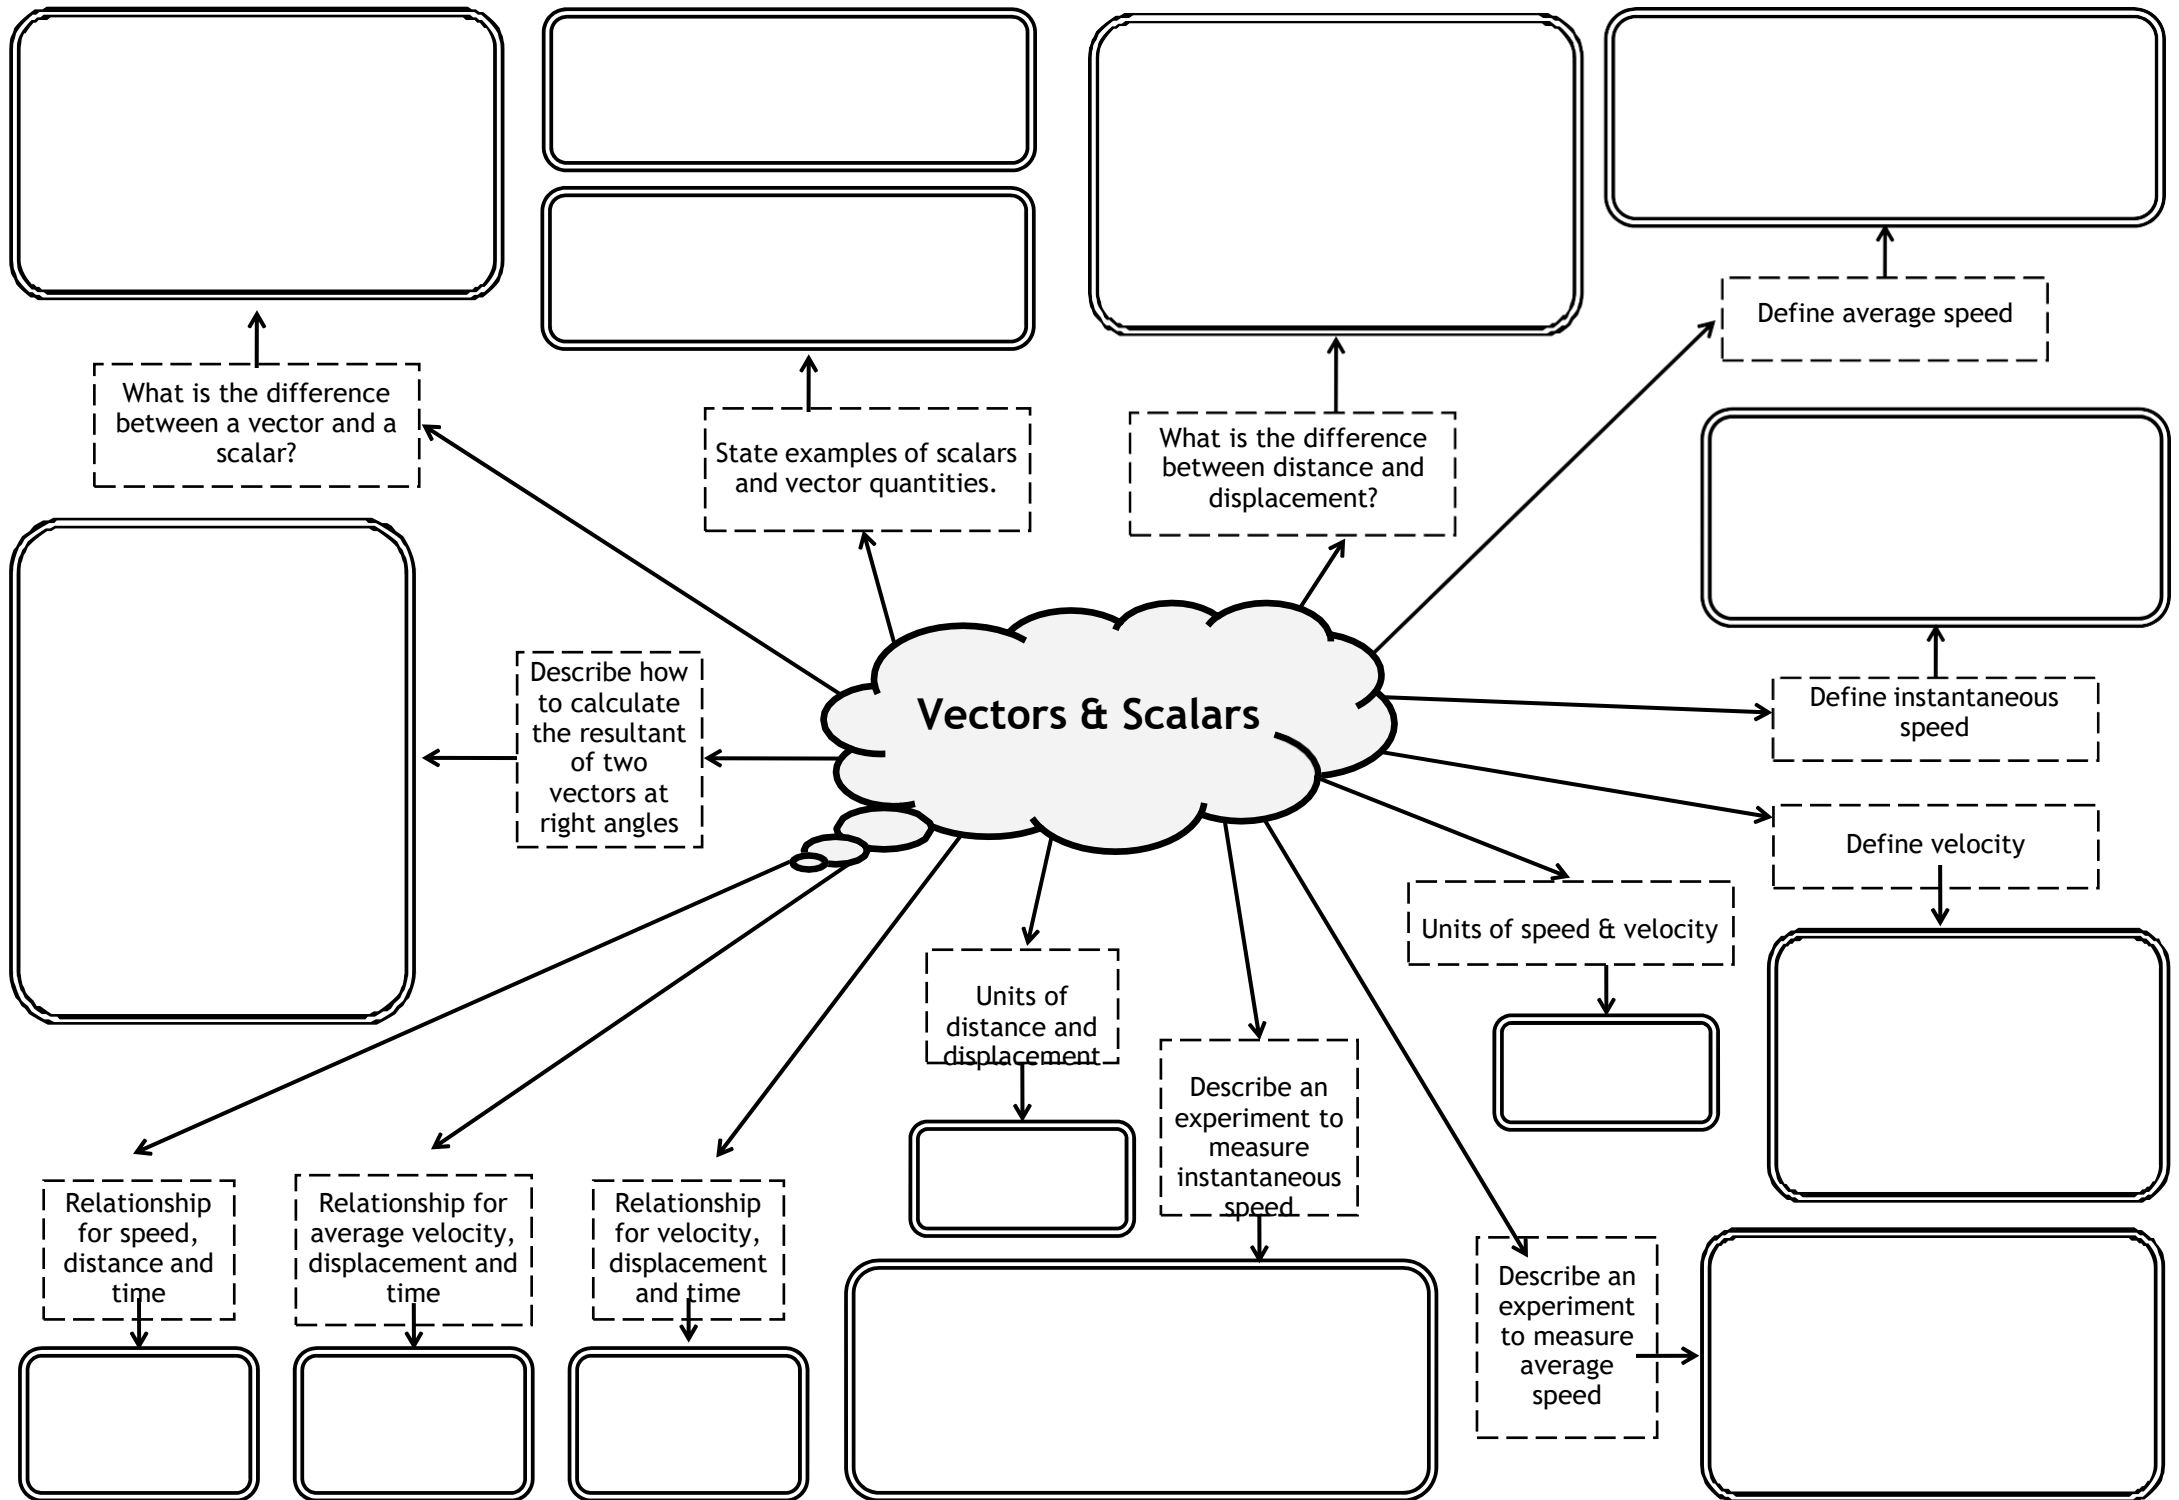 Define average speed
What is the difference
between a vector and a
scalar?
State examples of scalars
and vector quantities.
What is the difference
between distance and
displacement?
Describe how
to calculate
the resultant
of two
vectors at
right angles
Vectors & Scalars
Define instantaneous
speed
Define velocity
Units of speed & velocity
Units of
distance and
displacement
Describe an
experiment to
measure
instantaneous
speed
Relationship
for speed,
distance and
time
Relationship for
average velocity,
displacement and
time
Relationship
for velocity,
displacement
and time
Describe an
experiment
to measure
average
speed